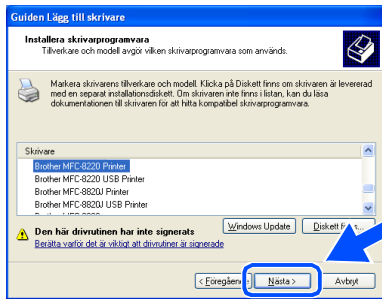 Guiden Lägg till skrivare
Installera skrivarprogramvara
Tillverkare och modell avgör vilken skrivarprogramvara som används.
Markera skrivarens tillverkare och modell. Klicka på Diskett finns om skrivaren är levererad
med en separat installationsdiskett. Om skrivaren inte finns i listan, kan du läsa
dokumentationen till skrivaren för att hitta kompatibel skrivarprogramvara.
Skrivare
Brother MFC-8220 Printer
Brother MFC-8220 USB Printer
Brother MFC-8820J Printer
Brother MFC-8820J USB Printer
Den här drivrutinen har inte signerats
Berätta varför det är viktigt att drivrutiner är signerade
Windows Update
Diskett
< Föregående
Nästa >
Avbryt